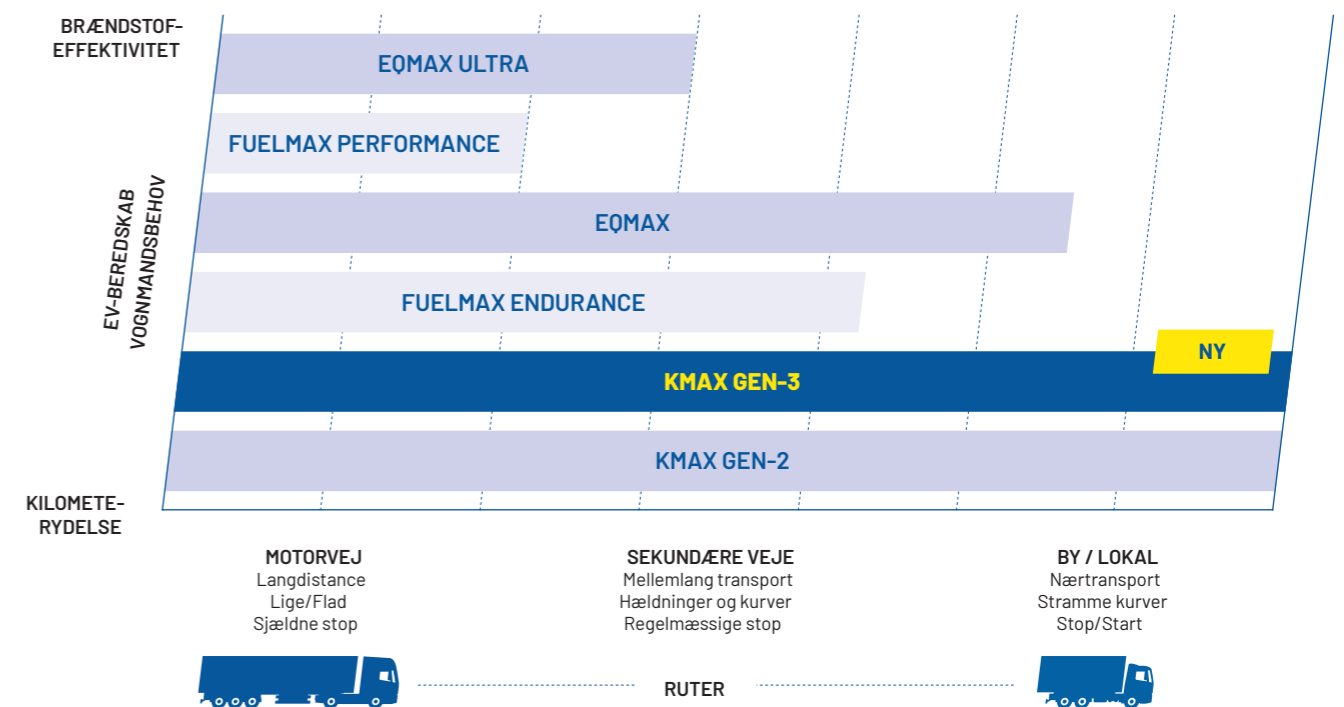 BRÆNDSTOF-
EFFEKTIVITET
EQMAX ULTRA
FUELMAX PERFORMANCE
EV-BEREDSKAB
VOGNMANDSBEHOV
EQMAX
FUELMAX ENDURANCE
NY
KMAX GEN-3
KMAX GEN-2
KILOMETE-
RYDELSE
MOTORVEJ
Langdistance
Lige/Flad
Sjældne stop
SEKUNDÆRE VEJE
Mellemlang transport
Hældninger og kurver
Regelmæssige stop
BY / LOKAL
Nærtransport
Stramme kurver
Stop/Start
RUTER